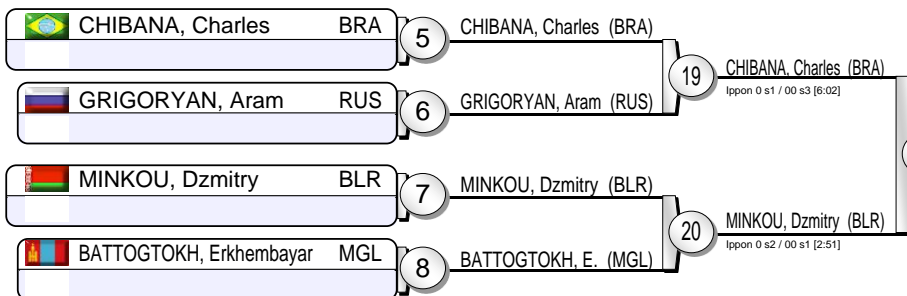 CHIBANA, Charles BRA
5
CHIBANA, Charles (BRA)
GRIGORYAN, Aram RUS
6
GRIGORYAN, Aram (RUS)
19
CHIBANA, Charles (BRA)
Ippon 0 s1 / 00 s3 [6:02]
MINKOU, Dzmitry BLR
7
MINKOU, Dzmitry (BLR)
BATTOGTOKH, Erkhembayar MGL
8
BATTOGTOKH, E. (MGL)
20
MINKOU, Dzmitry (BLR)
Ippon 0 s2 / 00 s1 [2:51]